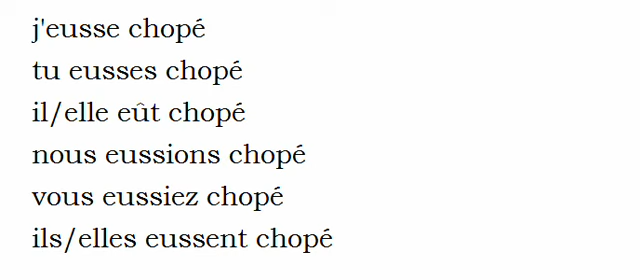 j'eusse chopé
tu eusses chopé
il/elle eût chopé
nous eussions chopé
vous eussiez chopé
ils/elles eussent chopé